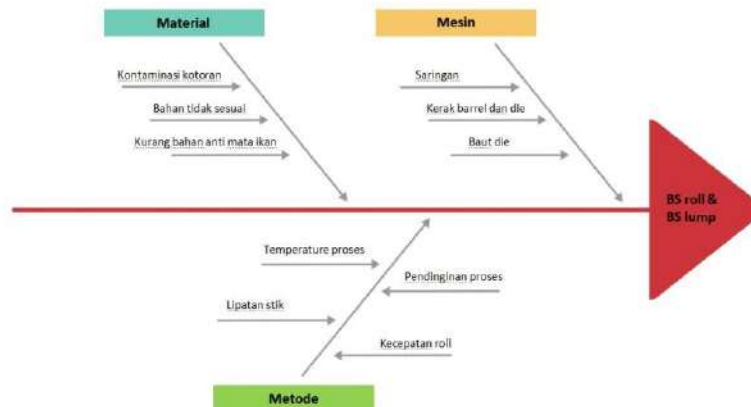 Material
Mesin
Kontaminasi kotoran
Bahan tidak sesuai
Kurang bahan anti mata ikan
Saringan
Kerak barrel dan die
Baut die
BS roll &
BS lump
Temperature proses
Pendinginan proses
Lipatan stik
Kecepatan roll
Metode